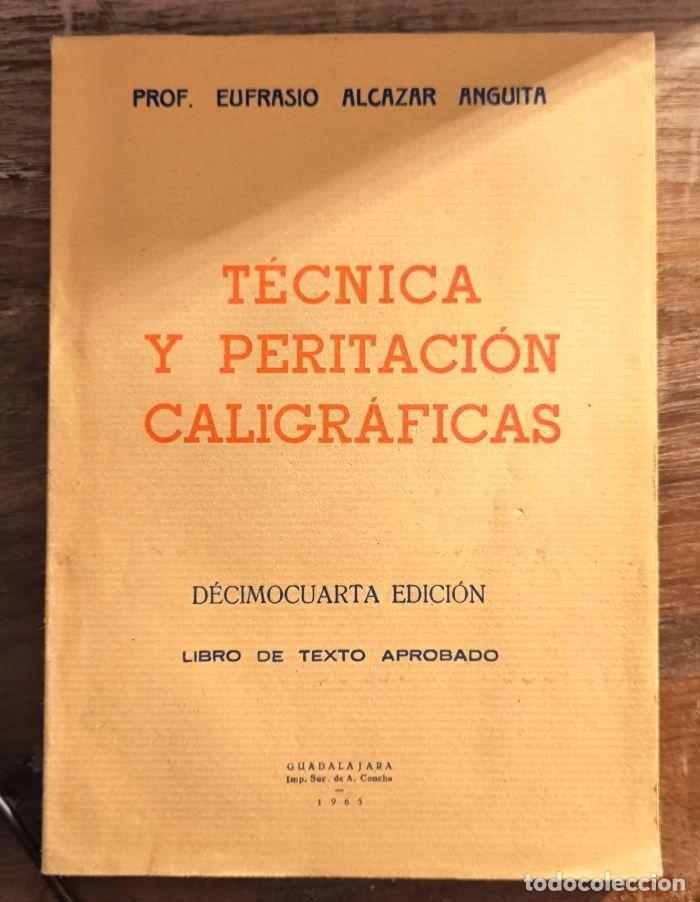 PROF. EUFRASIO ALCAZAR ANGUITA
TÉCNICA
Y PERITACIÓN
CALIGRÁFICAS
DÉCIMOCUARTA EDICIÓN
LIBRO DE TEXTO APROBADO
GUADALAJARA
Imp. Suc. de A. Concha
—
1965
todocoleccion